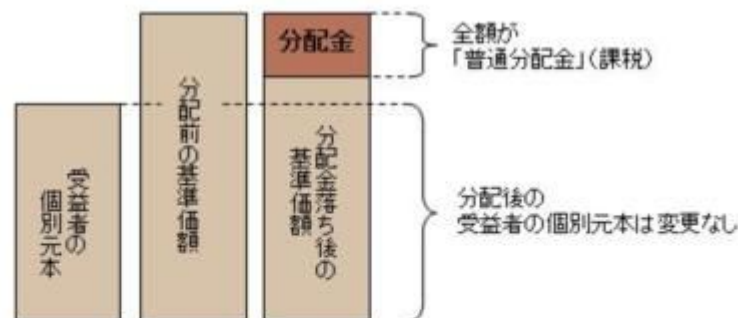 受益者の
個別元本
分配前の基準価額
分配金
分配金落ち後の
基準価額
全額が
「普通分配金」(課税)
分配後の
受益者の個別元本は変更なし